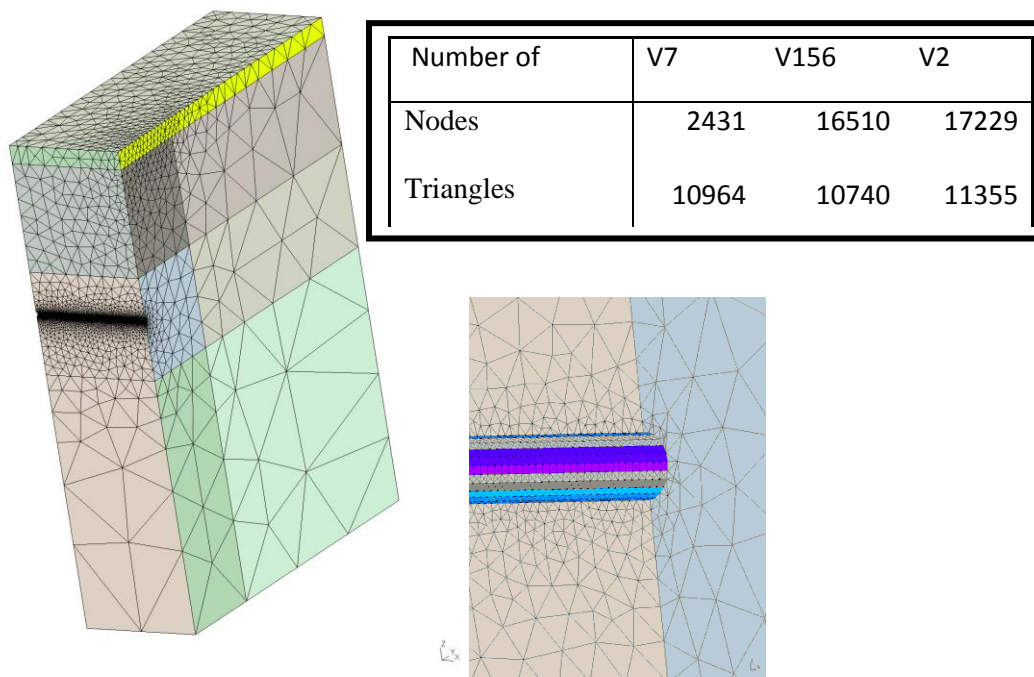 Number of V7 V156 V2
Nodes 2431 16510 17229
Triangles 10964 10740 11355
Z
Y
X